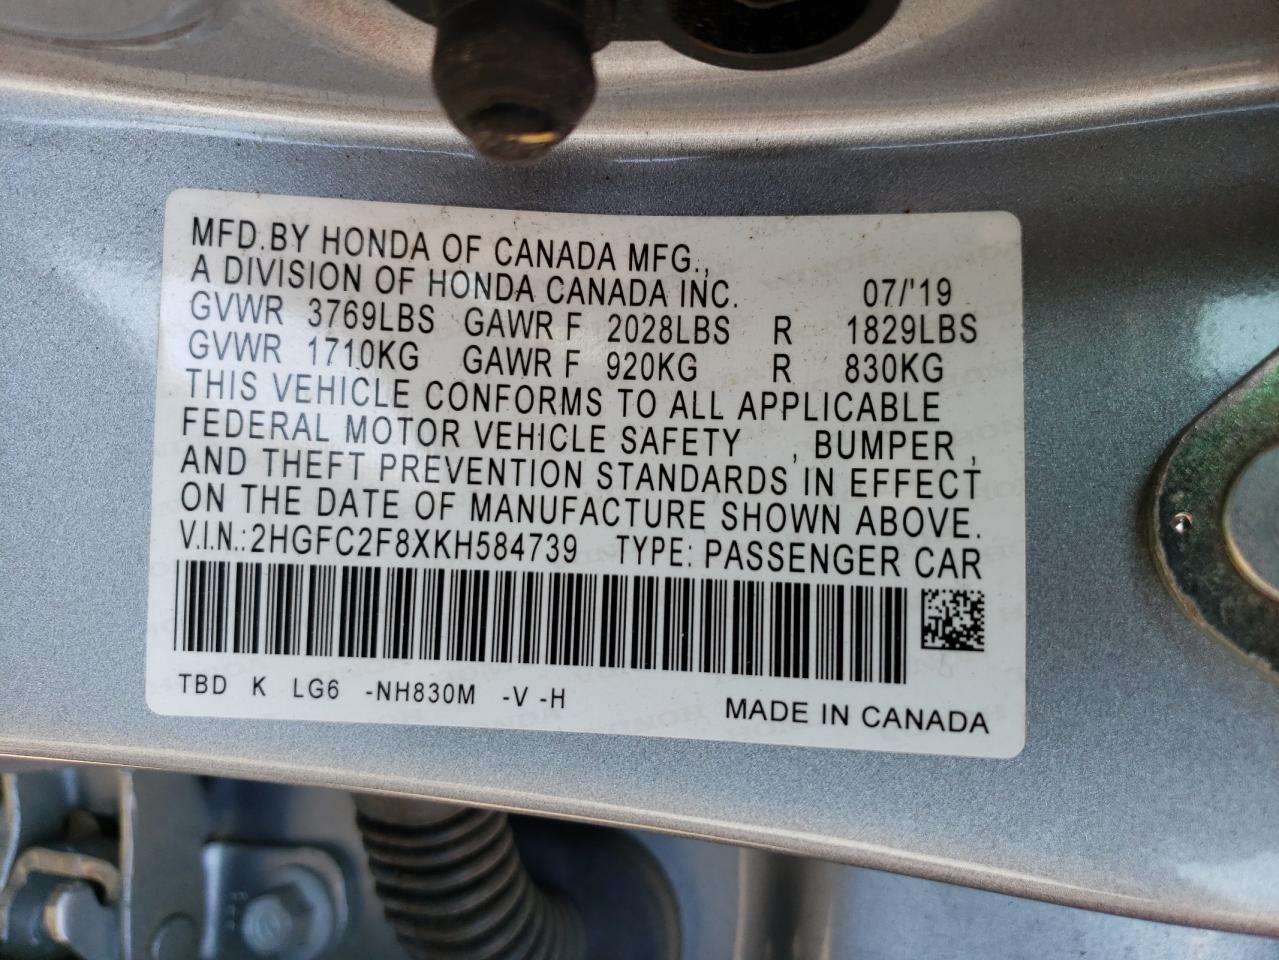 MFD.BY HONDA OF CANADA MFG.,
A DIVISION OF HONDA CANADA INC. 07/'19
GVWR 3769LBS GAWR F 2028LBS R 1829LBS
GVWR 1710KG GAWR F 920KG R 830KG
THIS VEHICLE CONFORMS TO ALL APPLICABLE
FEDERAL MOTOR VEHICLE SAFETY , BUMPER ,
AND THEFT PREVENTION STANDARDS IN EFFECT
ON THE DATE OF MANUFACTURE SHOWN ABOVE.
V.I.N.:2HGFC2F8XKH584739 TYPE: PASSENGER CAR
TBD K LG6 -NH830M -V -H MADE IN CANADA